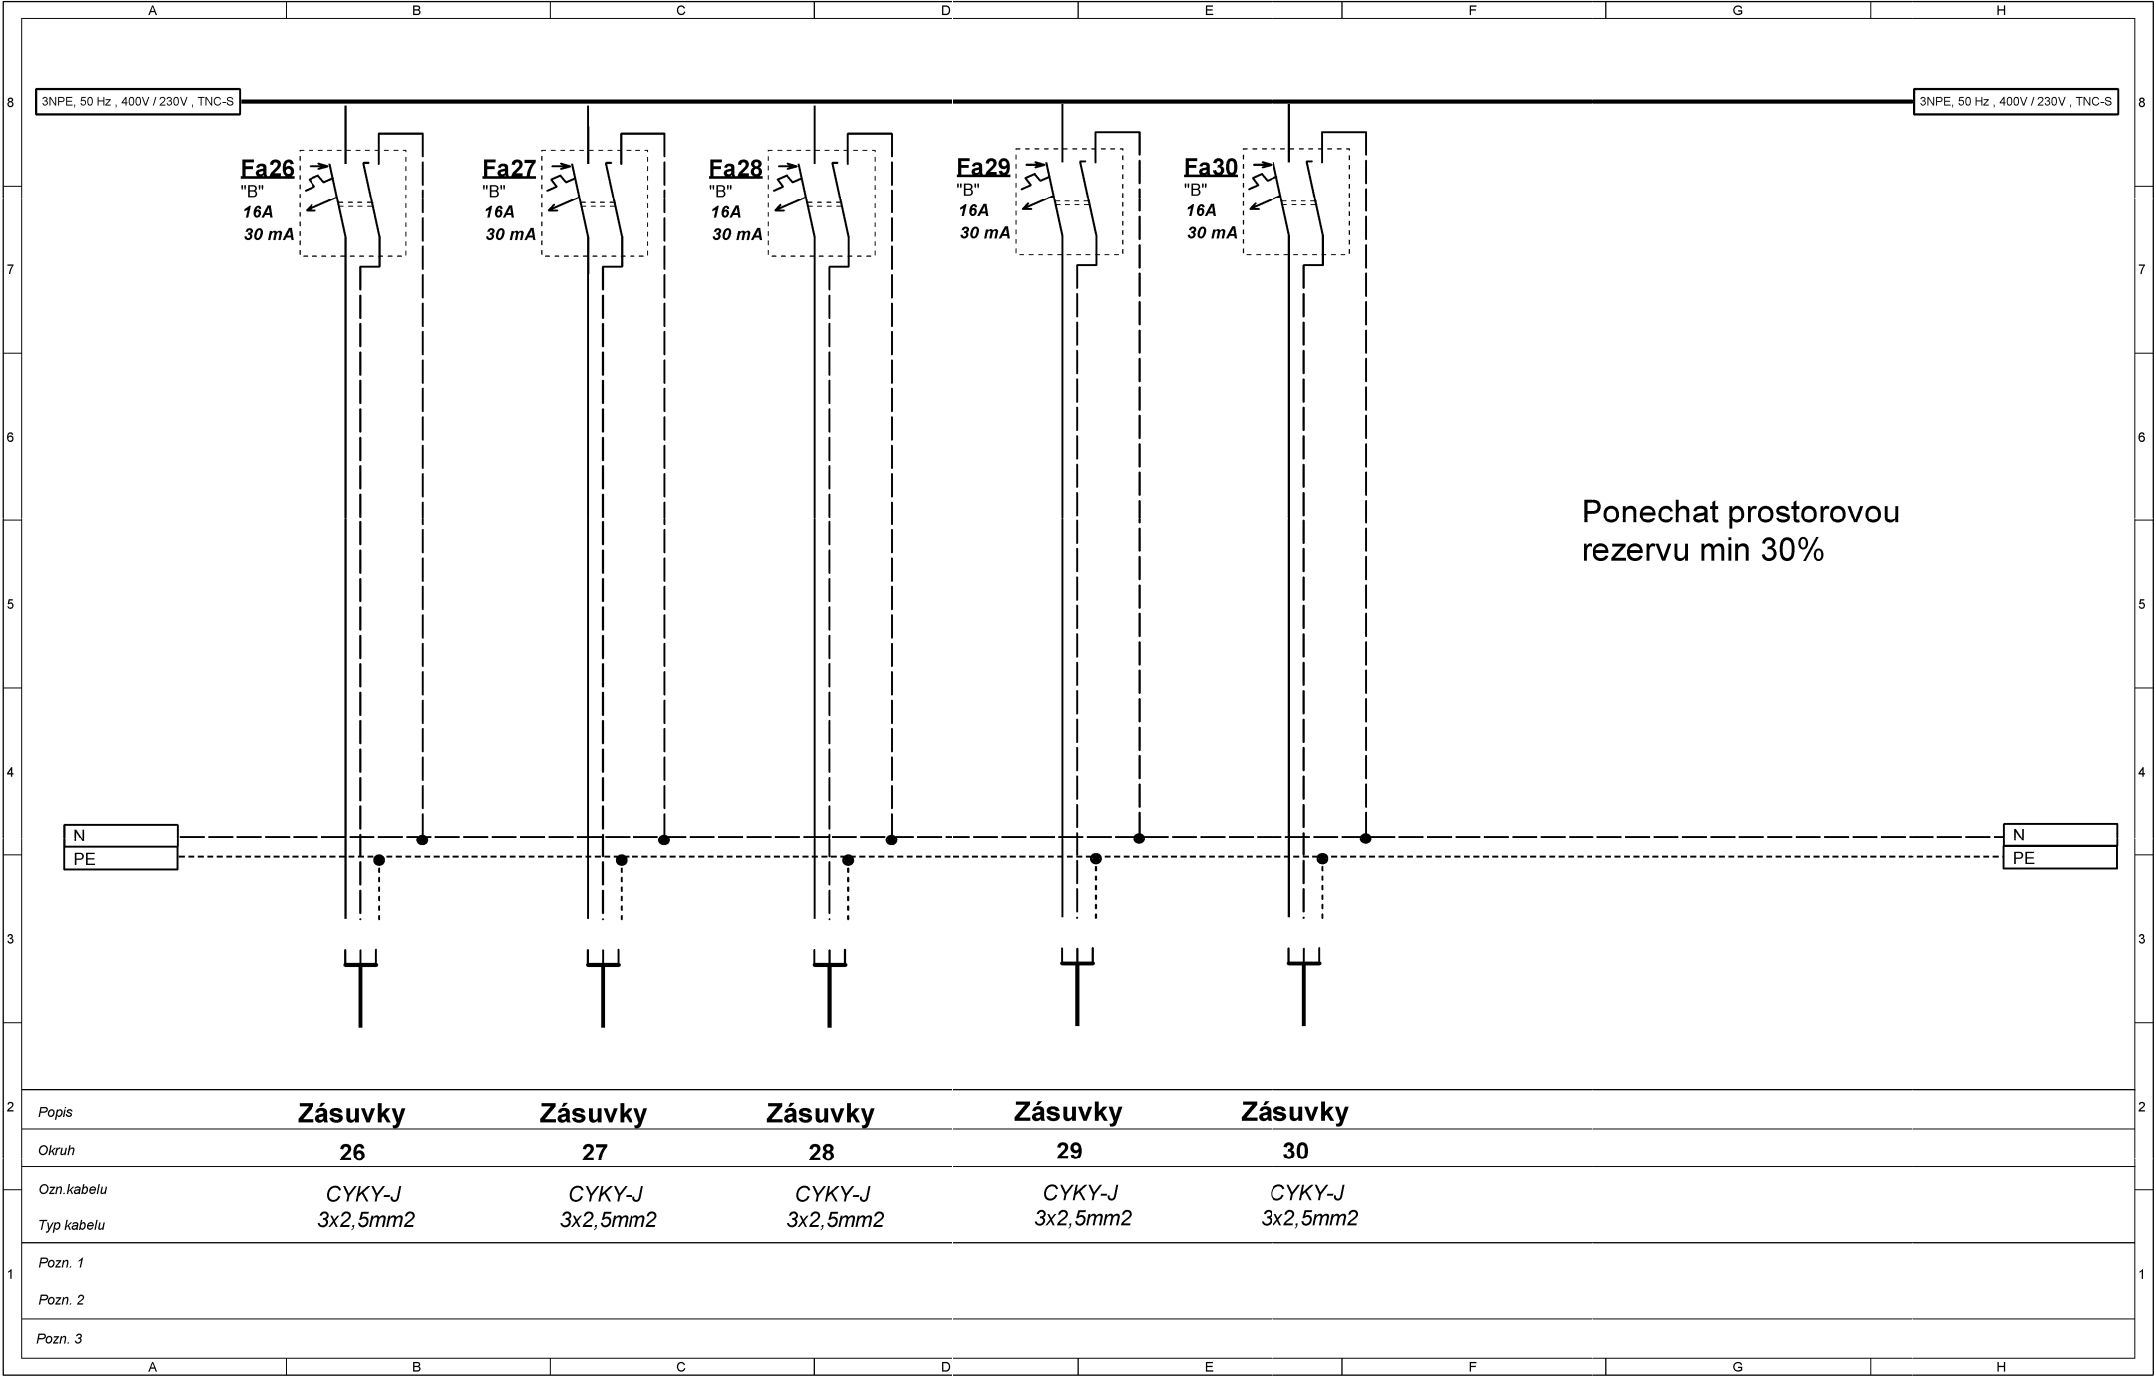 A B C D E F G H
8 8
3NPE, 50 Hz , 400V / 230V , TNC-S 3NPE, 50 Hz , 400V / 230V , TNC-S
Fa26 Fa27 Fa28 Fa29 Fa30
"B" "B" "B" "B" "B"
16A 16A 16A 16A 16A
30 mA 30 mA 30 mA 30 mA 30 mA
7 7
6 6
Ponechat prostorovou
rezervu min 30%
5 5
4 4
N N
PE PE
3 3
2 2
Popis Zásuvky Zásuvky Zásuvky Zásuvky Zásuvky
Okruh 26 27 28 29 30
Ozn.kabelu CYKY-J CYKY-J CYKY-J CYKY-J CYKY-J
Typ kabelu 3x2,5mm2 3x2,5mm2 3x2,5mm2 3x2,5mm2 3x2,5mm2
Pozn. 1
1 1
Pozn. 2
Pozn. 3
A B C D E F G H